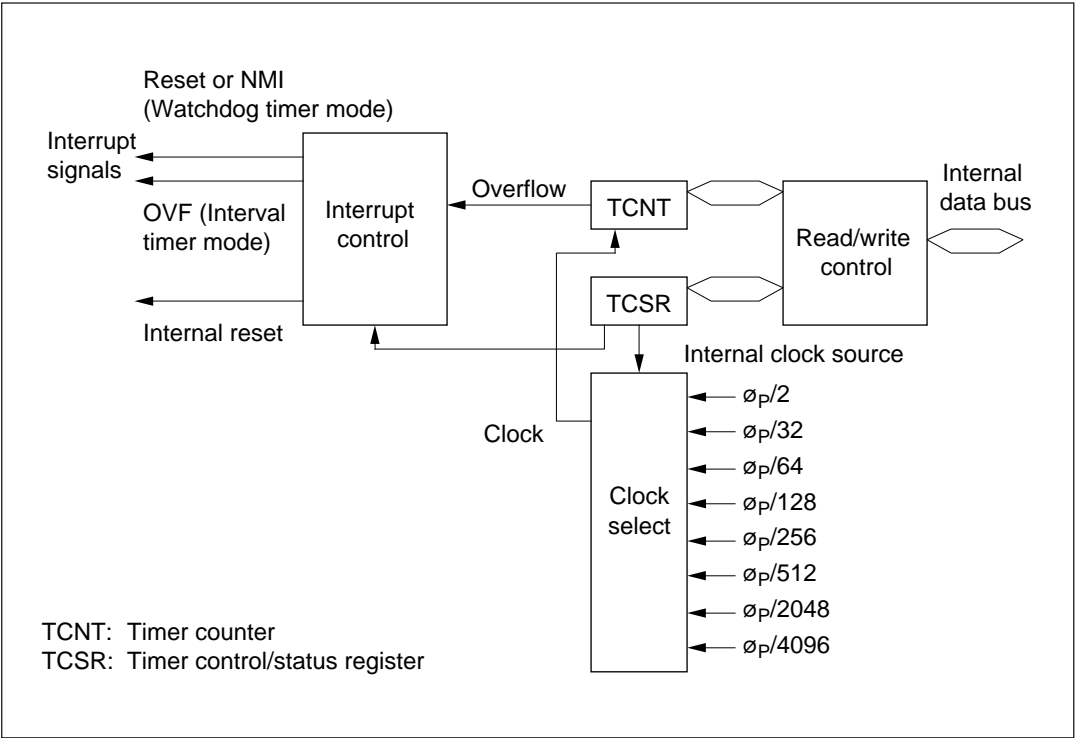 Reset or NMI
(Watchdog timer mode)
Interrupt
signals
OVF (Interval
timer mode)
Internal reset
Interrupt
control
Overflow
TCNT
TCSR
Read/write
control
Internal
data bus
Internal clock source
Clock
Clock
select
øP/2
øP/32
øP/64
øP/128
øP/256
øP/512
øP/2048
øP/4096
TCNT: Timer counter
TCSR: Timer control/status register